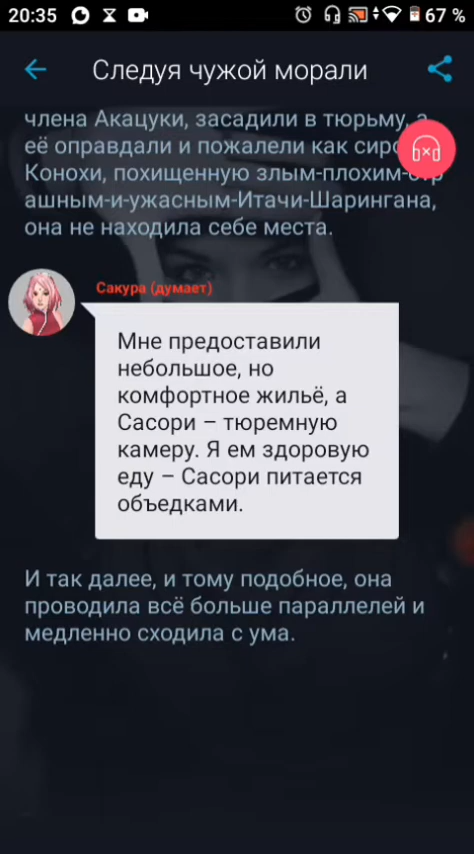 20:35
67 %
Следуя чужой морали
члена Акацуки, засадили в тюрьму, а
её оправдали и пожалели как
Конохи, похищенную злым-плохим-
ашным-и-ужасным-Итачи-Шарингана,
она не находила себе места.
Сакура (думает)
Мне предоставили
небольшое, но
комфортное жильё, а
Сасори – тюремную
камеру. Я ем здоровую
еду – Сасори питается
объедками.
И так далее, и тому подобное, она
проводила всё больше параллелей и
медленно сходила с ума.